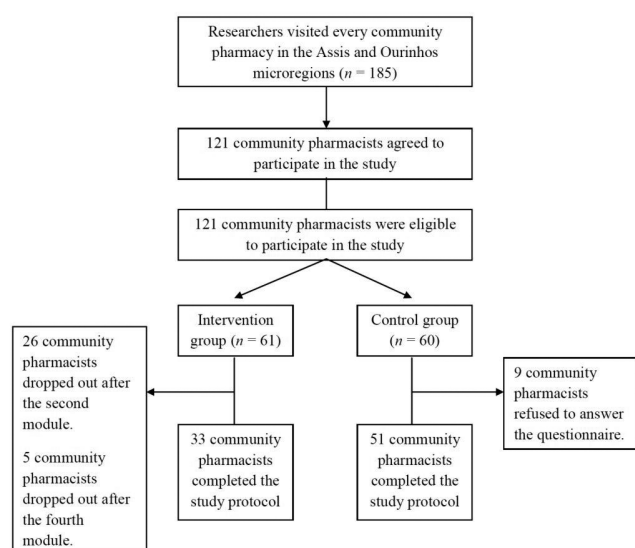 Researchers visited every community
pharmacy in the Assis and Ourinhos
microregions (n = 185)
121 community pharmacists agreed to
participate in the study
121 community pharmacists were eligible
to participate in the study
Intervention
group (n = 61)
Control group
(n = 60)
26 community
pharmacists
dropped out after
the second
module.
5 community
pharmacists
dropped out after
the fourth
module.
9 community
pharmacists
refused to answer
the questionnaire.
33 community
pharmacists
completed the
study protocol
51 community
pharmacists
completed the
study protocol